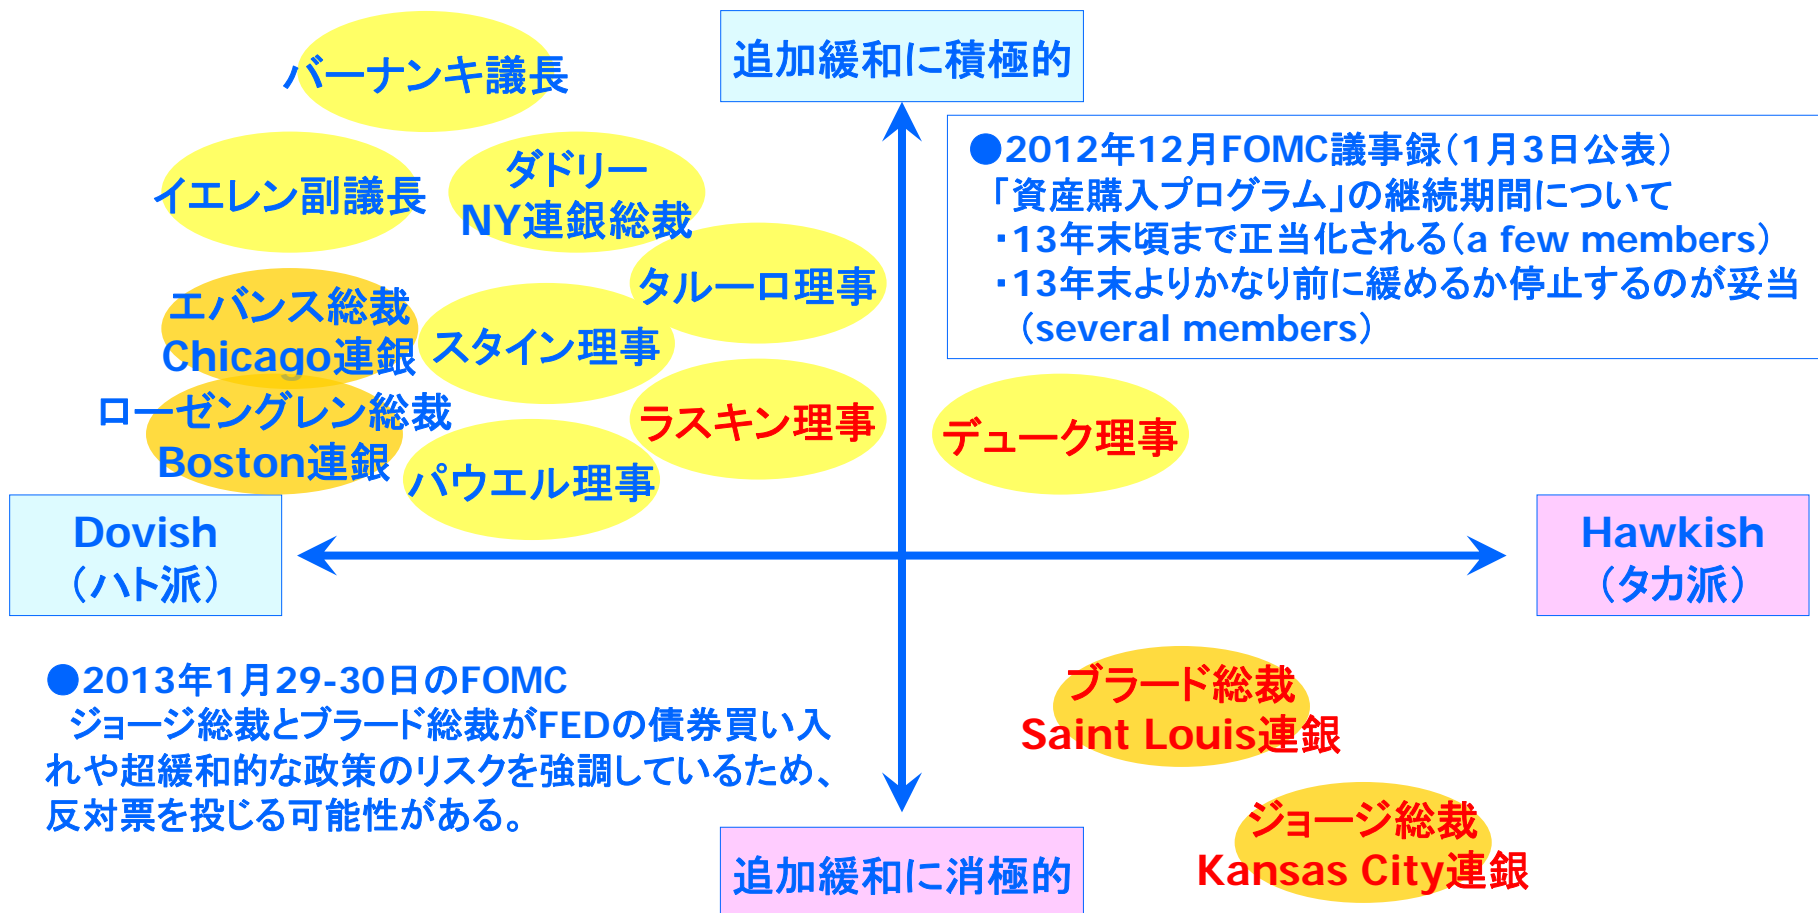 追加緩和に積極的
バーナンキ議長
イエレン副議長
ダドリー
NY連銀総裁
タルーロ理事
エバンス総裁
Chicago連銀
スタイン理事
ローゼングレン総裁
Boston連銀
ラスキン理事
パウエル理事
デューク理事
●2012年12月FOMC議事録（1月3日公表）
「資産購入プログラム」の継続期間について
・13年末頃まで正当化される（a few members）
・13年末よりかなり前に緩めるか停止するのが妥当
（several members）
Dovish
（ハト派）
Hawkish
（タカ派）
●2013年1月29-30日のFOMC
ジョージ総裁とブラード総裁がFEDの債券買い入
れや超緩和的な政策のリスクを強調しているため、
反対票を投じる可能性がある。
ブラード総裁
Saint Louis連銀
ジョージ総裁
Kansas City連銀
追加緩和に消極的